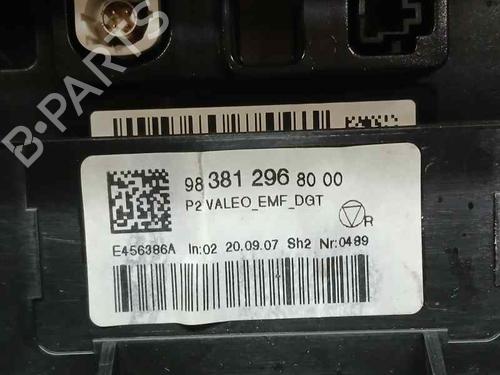 98 381 296 80 00
P2 VALEO_EMF_DGT
R
E456386A In:02 20.09.07 Sh2 Nr:0489
B-PARTS